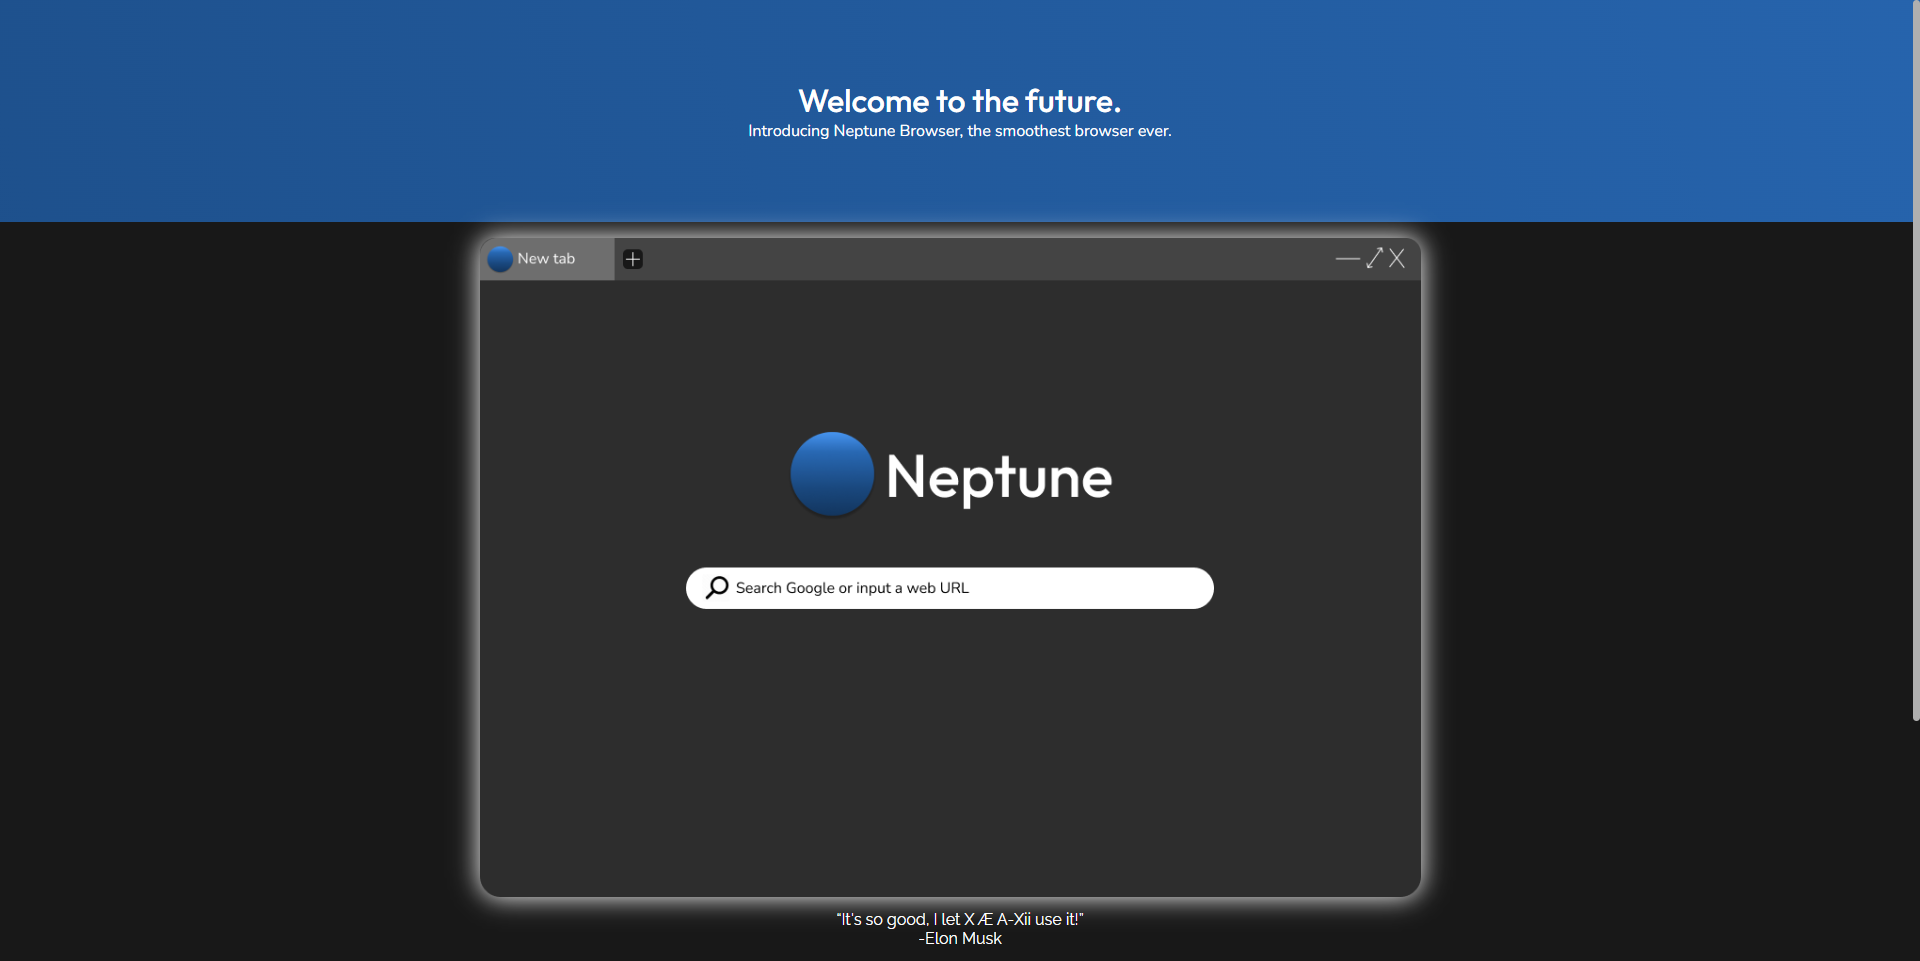 Welcome to the future.
Introducing Neptune Browser, the smoothest browser ever.
New tab
Neptune
Search Google or input a web URL
“It's so good, I let X Æ A-Xii use it!”
-Elon Musk